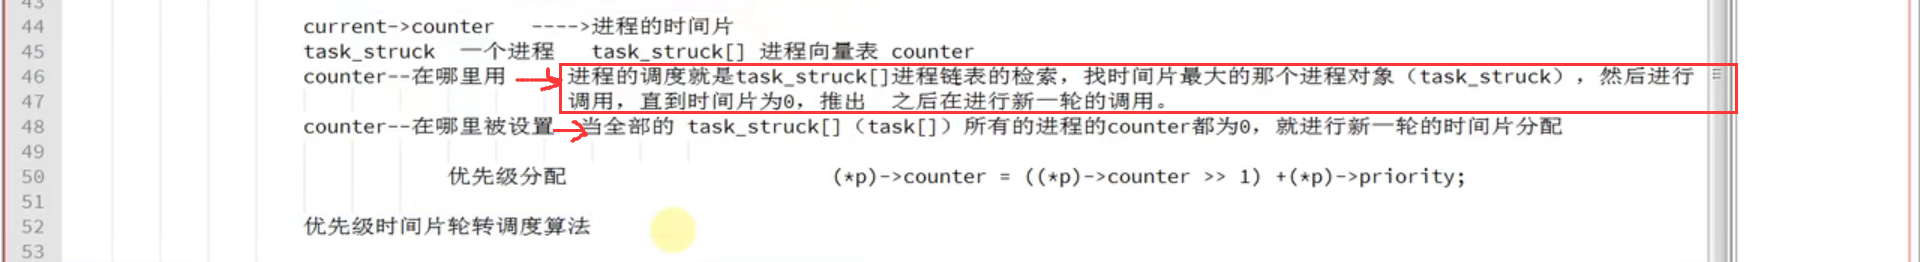 43
44 current->counter ---->进程的时间片
45 task_struck 一个进程 task_struck[] 进程向量表 counter
46 counter--在哪里用 进程的调度就是task_struck[]进程链表的检索，找时间片最大的那个进程对象（task_struck），然后进行
47 调用，直到时间片为0，推出 之后在进行新一轮的调用。
48 counter--在哪里被设置 当全部的 task_struck[]（task[]）所有的进程的counter都为0，就进行新一轮的时间片分配
49
50 优先级分配 (*p)->counter = ((*p)->counter >> 1) +(*p)->priority;
51
52 优先级时间片轮转调度算法
53